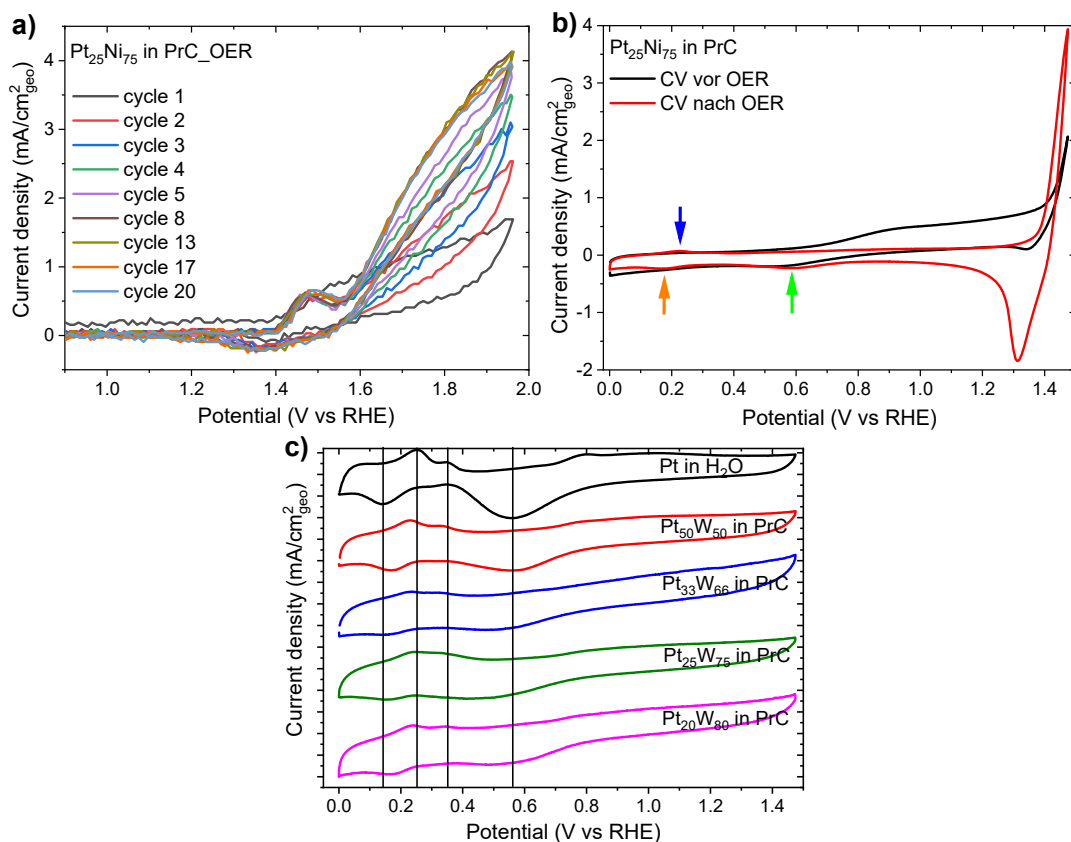 a)
Pt25Ni75 in PrC_OER
cycle 1
cycle 2
cycle 3
cycle 4
cycle 5
cycle 8
cycle 13
cycle 17
cycle 20
Current density (mA/cm²geo)
4
3
2
1
0
1.0 1.2 1.4 1.6 1.8 2.0
Potential (V vs RHE)
b)
Pt25Ni75 in PrC
CV vor OER
CV nach OER
Current density (mA/cm²geo)
4
3
2
1
0
-1
-2
0.0 0.2 0.4 0.6 0.8 1.0 1.2 1.4
Potential (V vs RHE)
c)
Pt in H2O
Pt50W50 in PrC
Pt33W66 in PrC
Pt25W75 in PrC
Pt20W80 in PrC
Current density (mA/cm²geo)
0.0 0.2 0.4 0.6 0.8 1.0 1.2 1.4
Potential (V vs RHE)